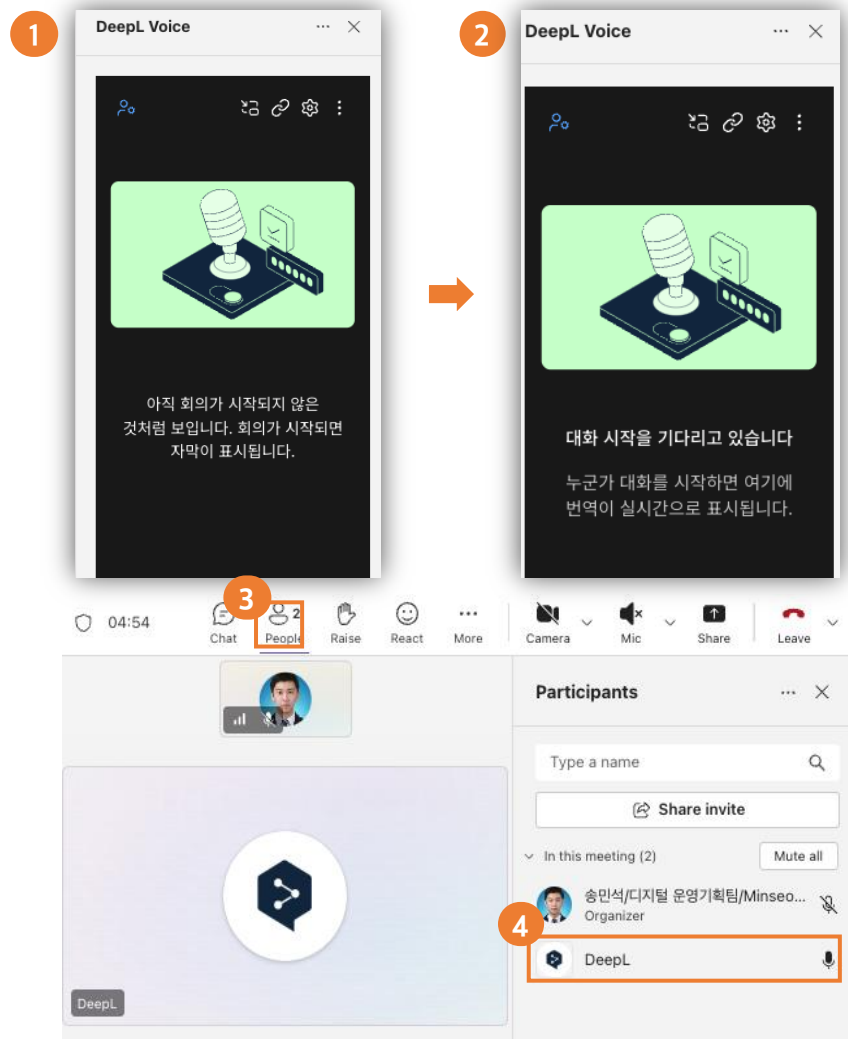 1
DeepL Voice
아직 회의가 시작되지 않은
것처럼 보입니다. 회의가 시작되면
자막이 표시됩니다.
2
DeepL Voice
대화 시작을 기다리고 있습니다
누군가 대화를 시작하면 여기에
번역이 실시간으로 표시됩니다.
3
04:54
2
Chat People Raise React More Camera Mic Share Leave
DeepL
Participants
Type a name
Share invite
In this meeting (2) Mute all
송민석/디지털 운영기획팀/Minseo...
Organizer
4
DeepL